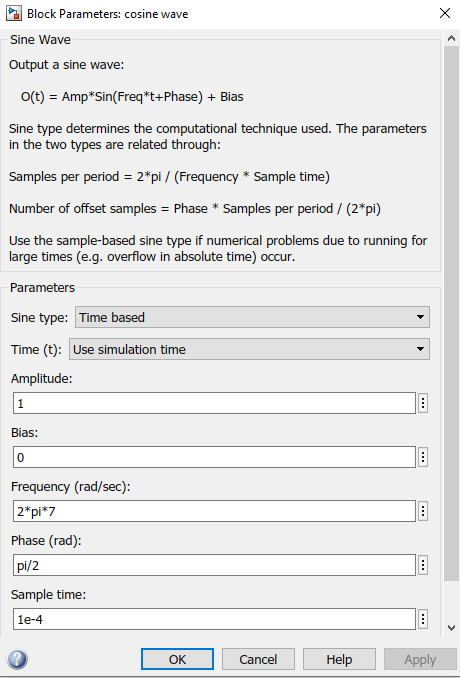 Block Parameters: cosine wave
Sine Wave
Output a sine wave:
O(t) = Amp*Sin(Freq*t+Phase) + Bias
Sine type determines the computational technique used. The parameters
in the two types are related through:
Samples per period = 2*pi / (Frequency * Sample time)
Number of offset samples = Phase * Samples per period / (2*pi)
Use the sample-based sine type if numerical problems due to running for
large times (e.g. overflow in absolute time) occur.
Parameters
Sine type: Time based
Time (t): Use simulation time
Amplitude:
1
Bias:
0
Frequency (rad/sec):
2*pi*7
Phase (rad):
pi/2
Sample time:
1e-4
OK Cancel Help Apply